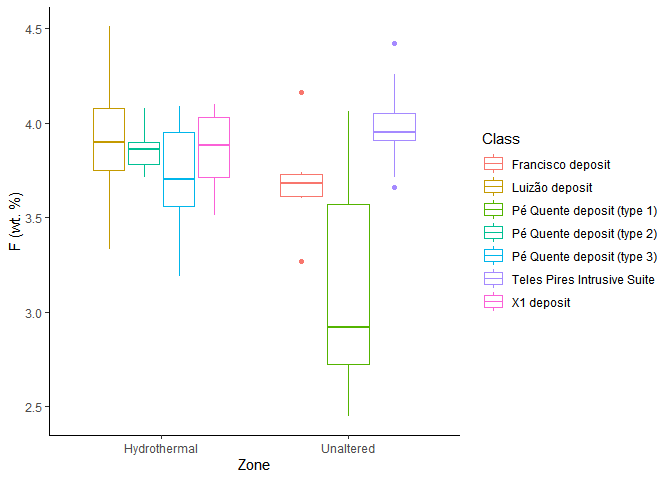 4.5
4.0
3.5
3.0
2.5
F (wt. %)
Hydrothermal
Unaltered
Zone
Class
Francisco deposit
Luizão deposit
Pé Quente deposit (type 1)
Pé Quente deposit (type 2)
Pé Quente deposit (type 3)
Teles Pires Intrusive Suite
X1 deposit